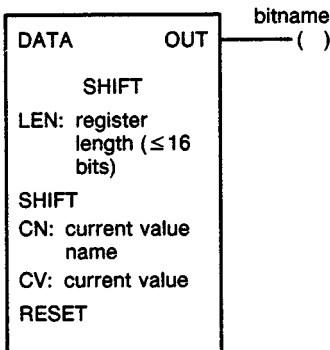 bitname
DATA OUT ( )
SHIFT
LEN: register
length (≤16
bits)
SHIFT
CN: current value
name
CV: current value
RESET